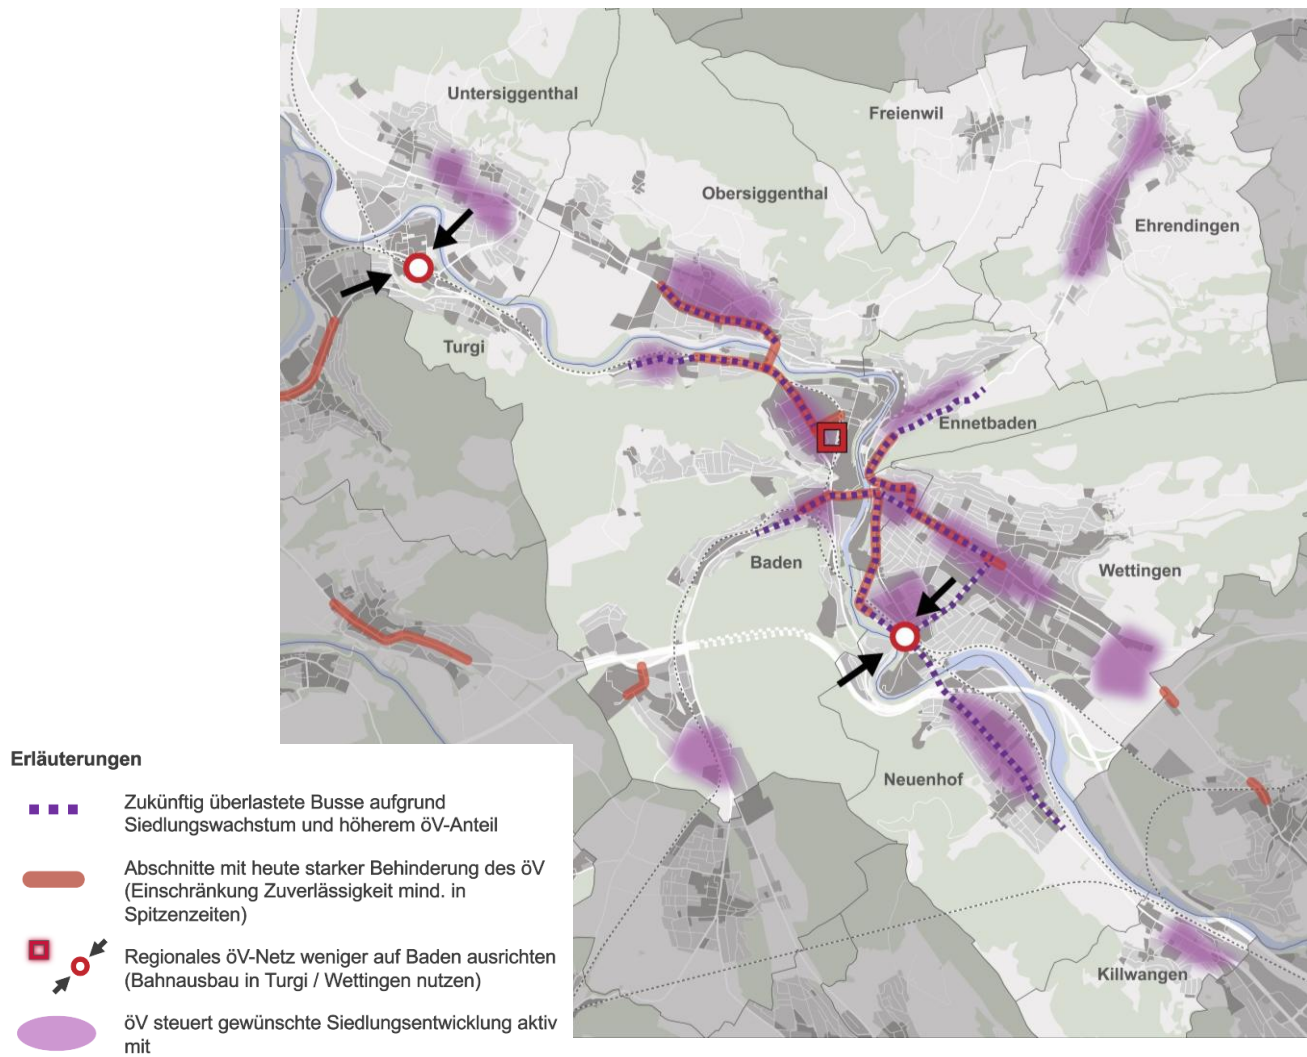 Untersiggenthal
Freienwil
Obersiggenthal
Ehrendingen
Turgi
Ennetbaden
Baden
Wettingen
Neuenhof
Killwangen
Erläuterungen
Zukünftig überlastete Busse aufgrund
Siedlungswachstum und höherem öV-Anteil
Abschnitte mit heute starker Behinderung des öV
(Einschränkung Zuverlässigkeit mind. in
Spitzenzeiten)
Regionales öV-Netz weniger auf Baden ausrichten
(Bahnausbau in Turgi / Wettingen nutzen)
öV steuert gewünschte Siedlungsentwicklung aktiv
mit